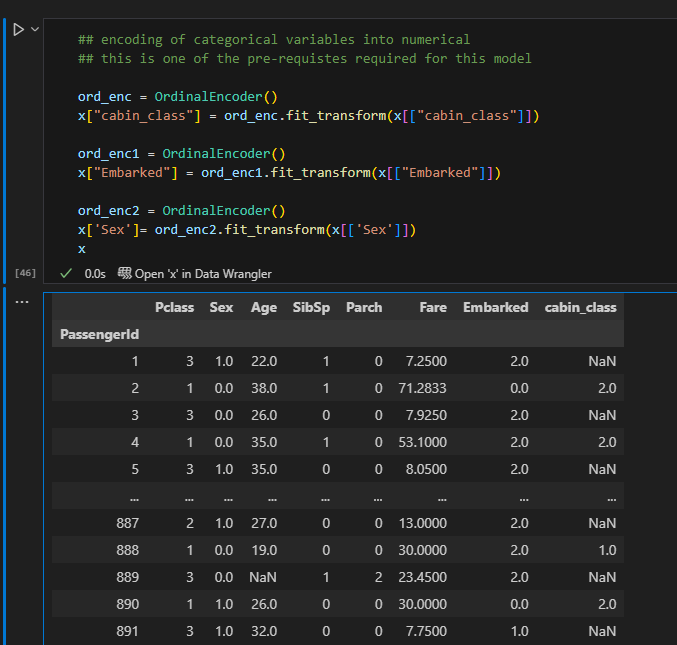 ## encoding of categorical variables into numerical
## this is one of the pre-requistes required for this model
ord_enc = OrdinalEncoder()
x["cabin_class"] = ord_enc.fit_transform(x[["cabin_class"]])
ord_enc1 = OrdinalEncoder()
x["Embarked"] = ord_enc1.fit_transform(x[["Embarked"]])
ord_enc2 = OrdinalEncoder()
x['Sex']= ord_enc2.fit_transform(x[['Sex']])
x
[46] ✓ 0.0s Open 'x' in Data Wrangler
...
Pclass Sex Age SibSp Parch Fare Embarked cabin_class
PassengerId
1 3 1.0 22.0 1 0 7.2500 2.0 NaN
2 1 0.0 38.0 1 0 71.2833 0.0 2.0
3 3 0.0 26.0 0 0 7.9250 2.0 NaN
4 1 0.0 35.0 1 0 53.1000 2.0 2.0
5 3 1.0 35.0 0 0 8.0500 2.0 NaN
... ... ... ... ... ... ... ... ...
887 2 1.0 27.0 0 0 13.0000 2.0 NaN
888 1 0.0 19.0 0 0 30.0000 2.0 1.0
889 3 0.0 NaN 1 2 23.4500 2.0 NaN
890 1 1.0 26.0 0 0 30.0000 0.0 2.0
891 3 1.0 32.0 0 0 7.7500 1.0 NaN